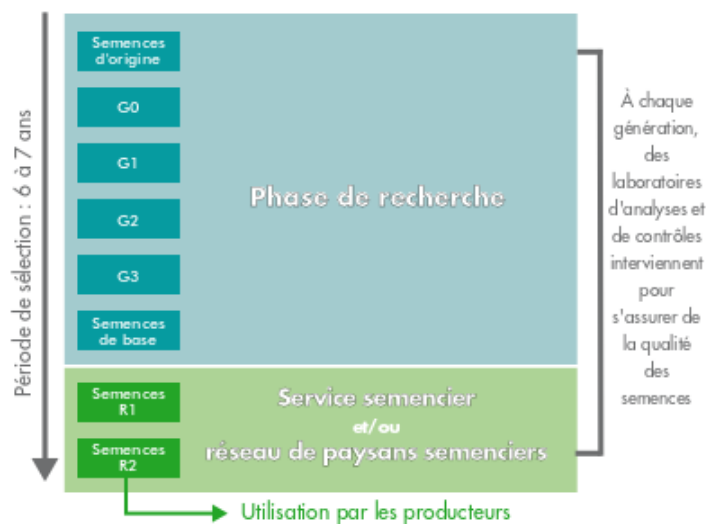 Période de sélection : 6 à 7 ans
Semences
d'origine
G0
G1
G2
G3
Semences
de base
Phase de recherche
Semences
R1
Semences
R2
Service semencier
et/ou
réseau de paysans semenciers
Utilisation par les producteurs
À chaque
génération,
des
laboratoires
d'analyses et
de contrôles
interviennent
pour
s'assurer de
la qualité
des
semences